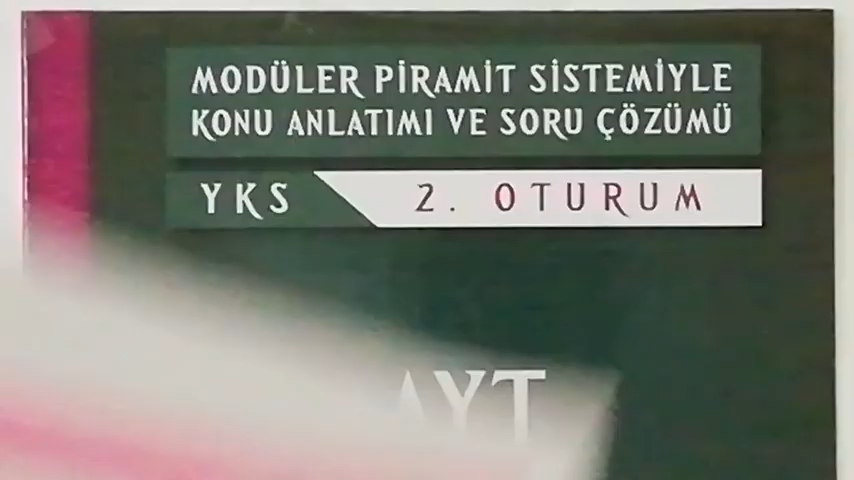 MODÜLER PİRAMİT SİSTEMİYLE
KONU ANLATIMI VE SORU ÇÖZÜMÜ
YKS 2. OTURUM
AYT